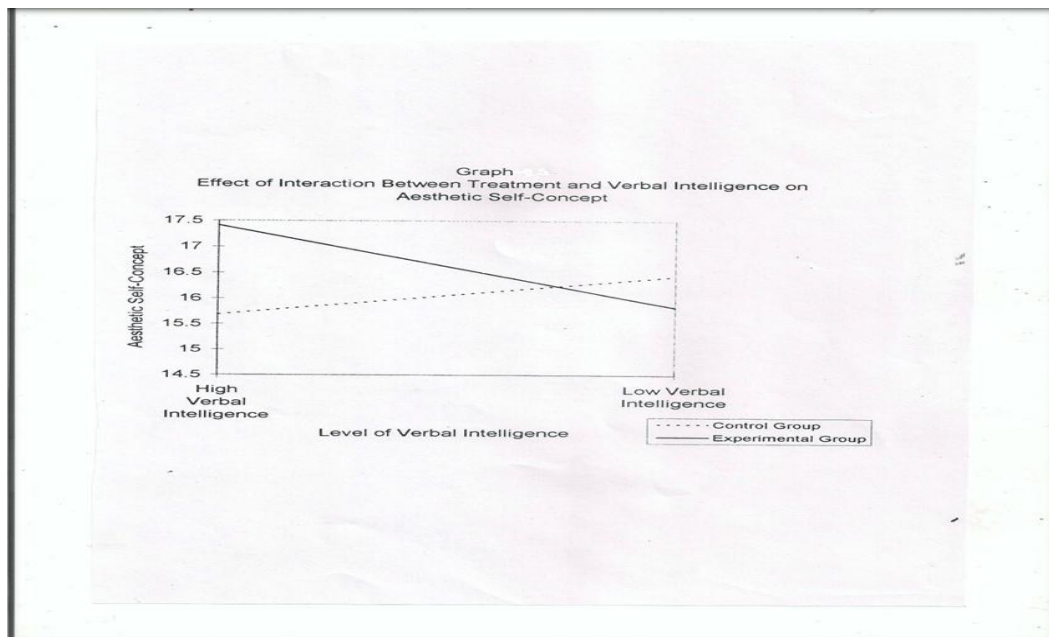 Graph
Effect of Interaction Between Treatment and Verbal Intelligence on
Aesthetic Self-Concept
17.5
17
16.5
16
15.5
15
14.5
Aesthetic Self-Concept
High
Verbal
Intelligence
Low Verbal
Intelligence
Level of Verbal Intelligence
Control Group
Experimental Group